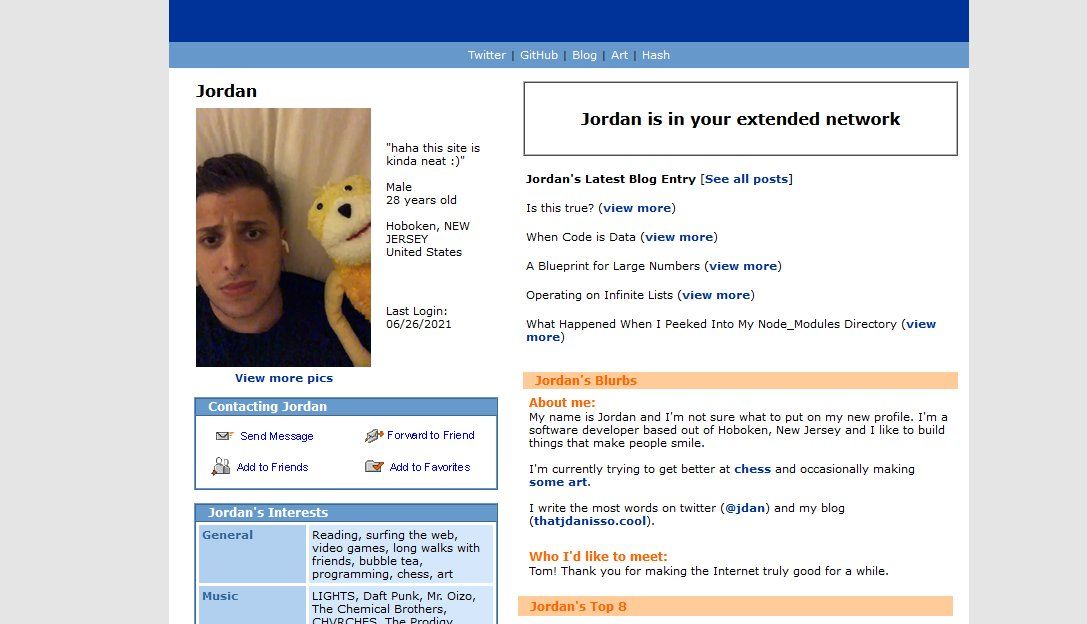 Twitter | GitHub | Blog | Art | Hash
Jordan
"haha this site is
kinda neat :)"
Male
28 years old
Hoboken, NEW
JERSEY
United States
Last Login:
06/26/2021
View more pics
Contacting Jordan
Send Message
Forward to Friend
Add to Friends
Add to Favorites
Jordan's Interests
General
Reading, surfing the web,
video games, long walks with
friends, bubble tea,
programming, chess, art
Music
LIGHTS, Daft Punk, Mr. Oizo,
The Chemical Brothers,
CHVRCHES, The Prodigy
Jordan is in your extended network
Jordan's Latest Blog Entry [See all posts]
Is this true? (view more)
When Code is Data (view more)
A Blueprint for Large Numbers (view more)
Operating on Infinite Lists (view more)
What Happened When I Peeked Into My Node_Modules Directory (view
more)
Jordan's Blurbs
About me:
My name is Jordan and I'm not sure what to put on my new profile. I'm a
software developer based out of Hoboken, New Jersey and I like to build
things that make people smile.
I'm currently trying to get better at chess and occasionally making
some art.
I write the most words on twitter (@jdan) and my blog
(thatjdanisso.cool).
Who I'd like to meet:
Tom! Thank you for making the Internet truly good for a while.
Jordan's Top 8